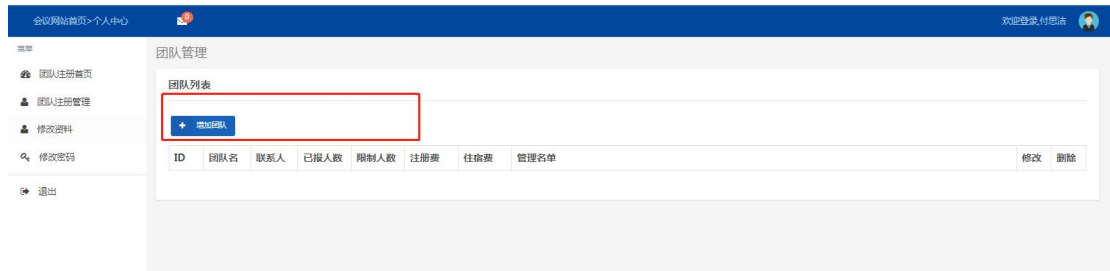 会议网站首页>个人中心 0 欢迎登录,付思洁
菜单
团队注册首页
团队注册管理
修改资料
修改密码
退出
团队管理
团队列表
+ 增加团队
ID 团队名 联系人 已报人数 限制人数 注册费 住宿费 管理名单 修改 删除